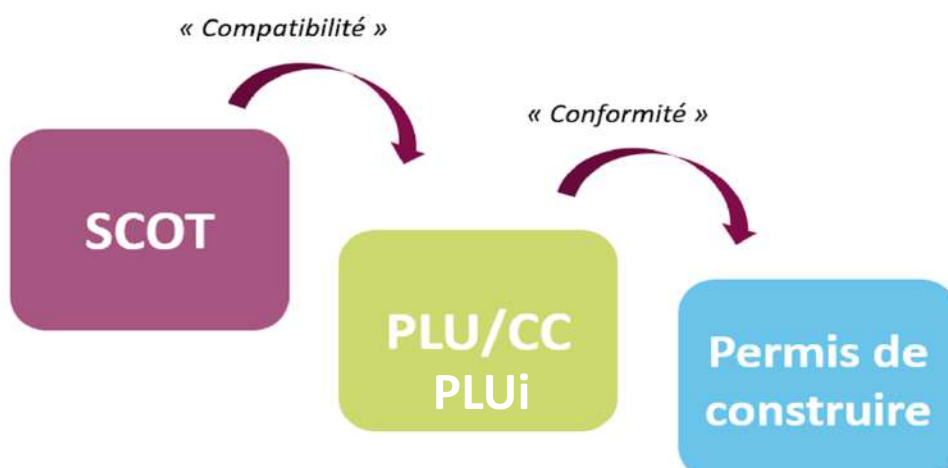 « Compatibilité »
« Conformité »
SCOT
PLU/CC
PLUi
Permis de
construire